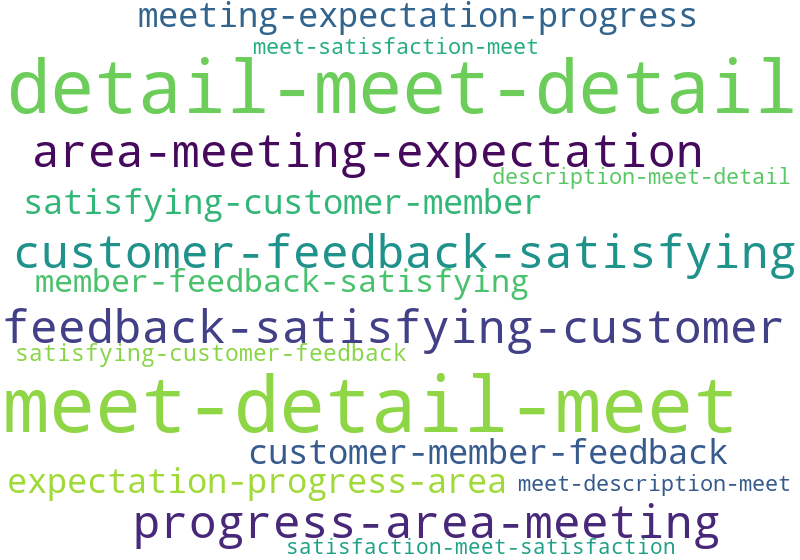 meeting-expectation-progress
meet-satisfaction-meet
detail-meet-detail
area-meeting-expectation
description-meet-detail
satisfying-customer-member
customer-feedback-satisfying
member-feedback-satisfying
feedback-satisfying-customer
satisfying-customer-feedback
meet-detail-meet
customer-member-feedback
expectation-progress-area
meet-description-meet
progress-area-meeting
satisfaction-meet-satisfaction